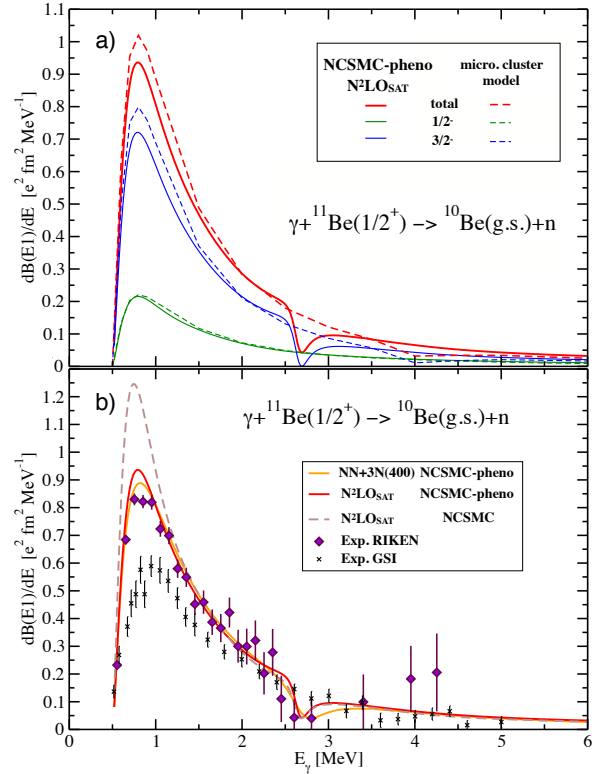 a)
1.1
1
0.9
0.8
0.7
0.6
0.5
0.4
0.3
0.2
0.1
0
dB(E1)/dE [e² fm² MeV⁻¹]
NCSMC-pheno micro. cluster
N²LO_SAT model
total
1/2⁻
3/2⁻
γ+¹¹Be(1/2⁺) –> ¹⁰Be(g.s.)+n
b)
1.2
1.1
1
0.9
0.8
0.7
0.6
0.5
0.4
0.3
0.2
0.1
0
dB(E1)/dE [e² fm² MeV⁻¹]
γ+¹¹Be(1/2⁺) –> ¹⁰Be(g.s.)+n
NN+3N(400) NCSMC-pheno
N²LO_SAT NCSMC-pheno
N²LO_SAT NCSMC
Exp. RIKEN
Exp. GSI
0 1 2 3 4 5 6
E_γ [MeV]